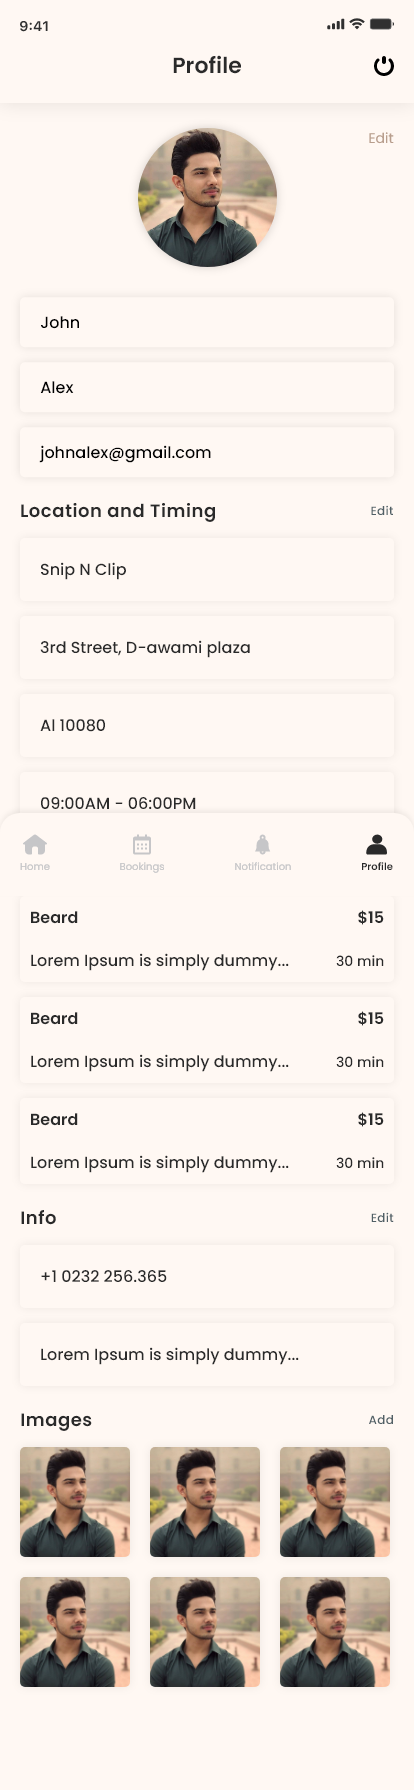 9:41
Profile
Edit
John
Alex
johnalex@gmail.com
Location and Timing Edit
Snip N Clip
3rd Street, D-awami plaza
Al 10080
09:00AM - 06:00PM
Home Bookings Notification Profile
Beard $15
Lorem Ipsum is simply dummy... 30 min
Beard $15
Lorem Ipsum is simply dummy... 30 min
Beard $15
Lorem Ipsum is simply dummy... 30 min
Info Edit
+1 0232 256.365
Lorem Ipsum is simply dummy...
Images Add